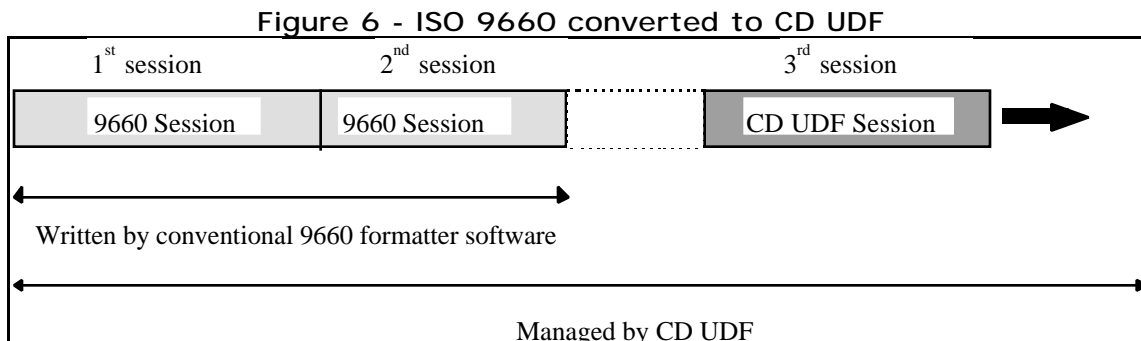 Figure 6 - ISO 9660 converted to CD UDF
1st session 2nd session 3rd session
9660 Session 9660 Session CD UDF Session
Written by conventional 9660 formatter software
Managed by CD UDF